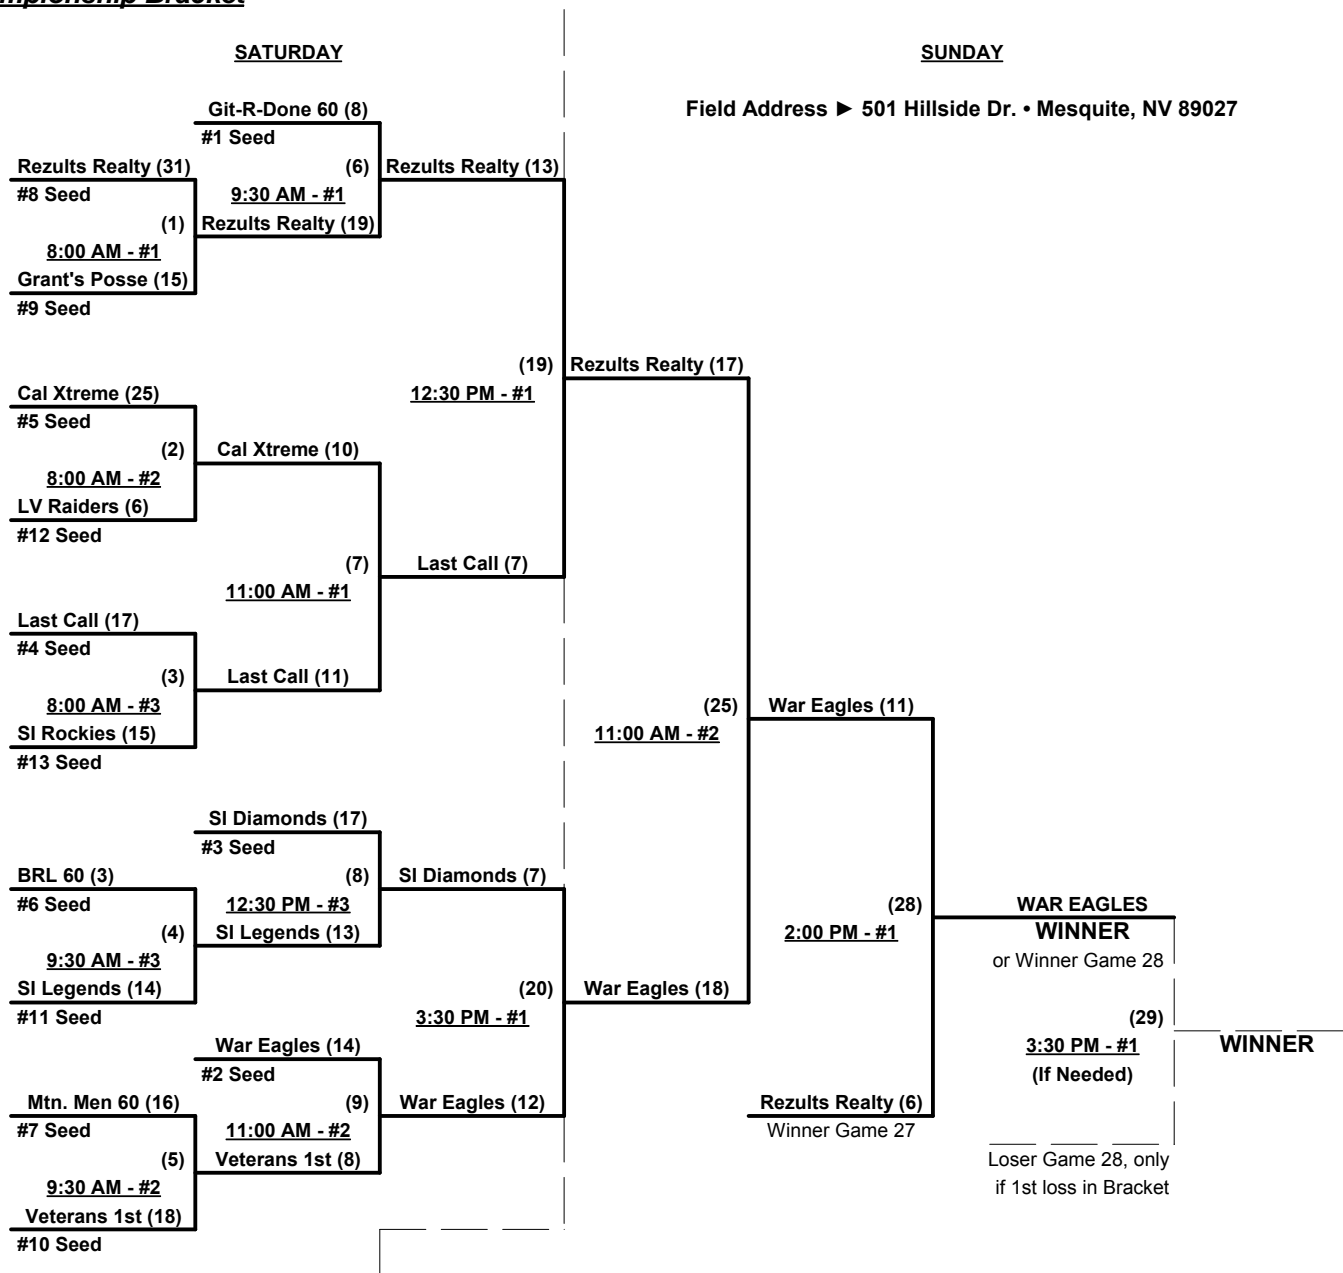 SATURDAY
SUNDAY
Field Address ► 501 Hillside Dr. • Mesquite, NV 89027
Git-R-Done 60 (8)
#1 Seed
Rezults Realty (31)
#8 Seed
(6)
9:30 AM - #1
Rezults Realty (13)
(1)
8:00 AM - #1
Rezults Realty (19)
Grant's Posse (15)
#9 Seed
(19)
12:30 PM - #1
Rezults Realty (17)
Cal Xtreme (25)
#5 Seed
(2)
8:00 AM - #2
Cal Xtreme (10)
LV Raiders (6)
#12 Seed
(7)
11:00 AM - #1
Last Call (7)
Last Call (17)
#4 Seed
(3)
8:00 AM - #3
Last Call (11)
SI Rockies (15)
#13 Seed
(25)
11:00 AM - #2
War Eagles (11)
SI Diamonds (17)
#3 Seed
BRL 60 (3)
#6 Seed
(8)
12:30 PM - #3
SI Diamonds (7)
(4)
9:30 AM - #3
SI Legends (13)
SI Legends (14)
#11 Seed
(28)
2:00 PM - #1
WAR EAGLES
WINNER
or Winner Game 28
(20)
3:30 PM - #1
War Eagles (18)
(29)
3:30 PM - #1
(If Needed)
WINNER
War Eagles (14)
#2 Seed
Mtn. Men 60 (16)
#7 Seed
(9)
11:00 AM - #2
War Eagles (12)
Rezults Realty (6)
Winner Game 27
(5)
9:30 AM - #2
Veterans 1st (8)
Veterans 1st (18)
#10 Seed
Loser Game 28, only
if 1st loss in Bracket